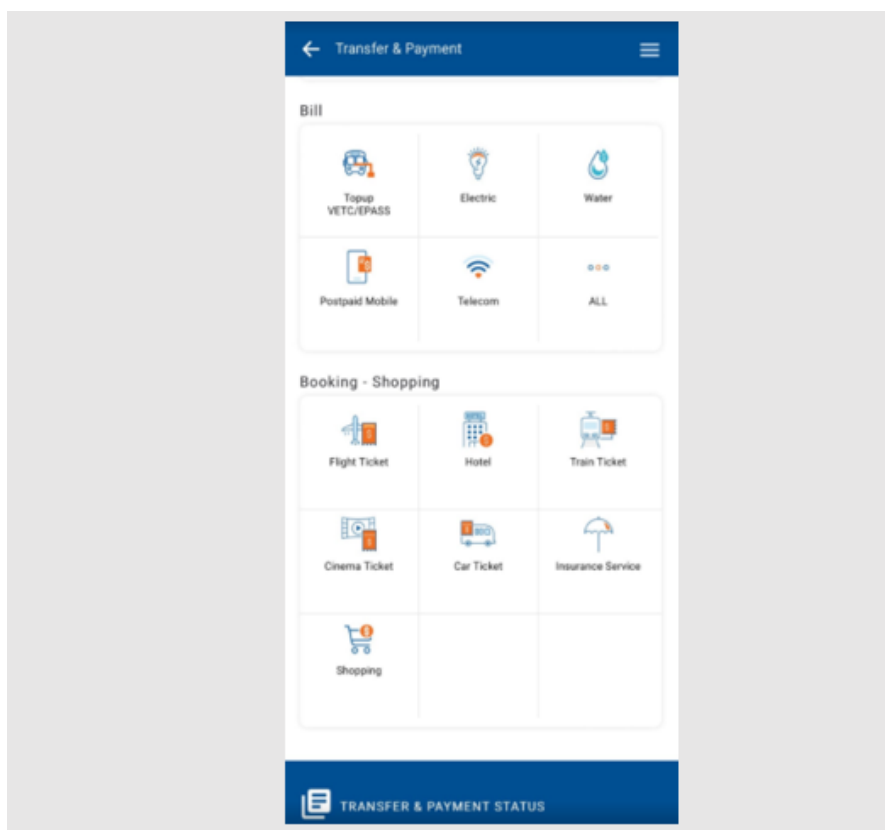 Transfer & Payment
Bill
Topup
VETC/EPASS
Electric
Water
Postpaid Mobile
Telecom
ALL
Booking - Shopping
Flight Ticket
Hotel
Train Ticket
Cinema Ticket
Car Ticket
Insurance Service
Shopping
TRANSFER & PAYMENT STATUS